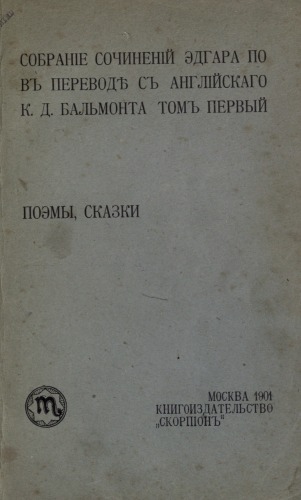 СОБРАНІЕ СОЧИНЕНІЙ ЭДГАРА ПО
ВЪ ПЕРЕВОДѢ СЪ АНГЛІЙСКАГО
К. Д. БАЛЬМОНТА ТОМЪ ПЕРВЫЙ
ПОЭМЫ, СКАЗКИ
МОСКВА 1901
КНИГОИЗДАТЕЛЬСТВО
„СКОРПІОНЪ“